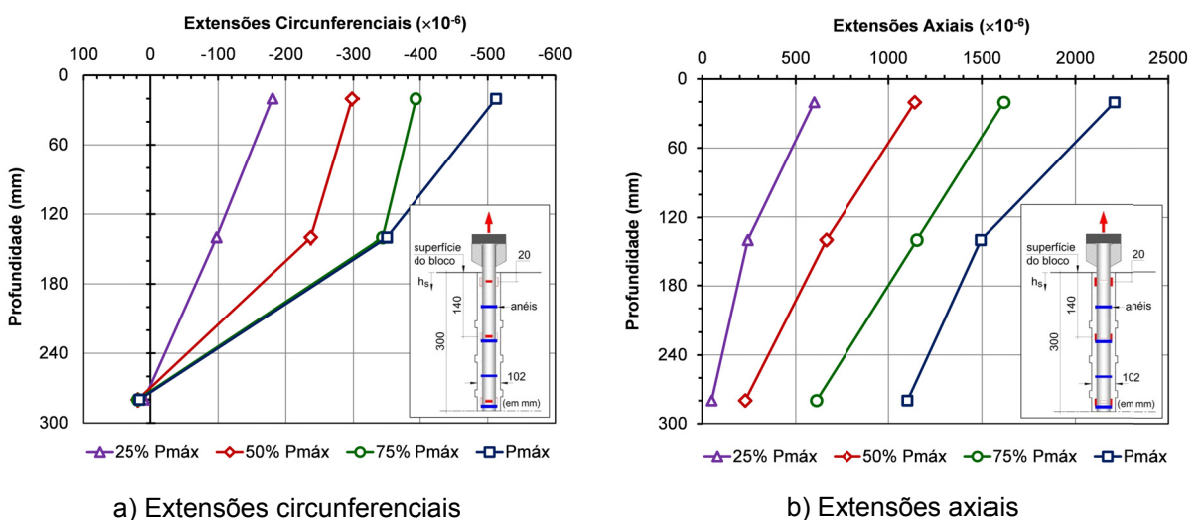 Extensões Circunferenciais (×10⁻⁶)
100 0 -100 -200 -300 -400 -500 -600
Profundidade (mm)
0
60
120
180
240
300
superfície
do bloco
20
hs
140
anéis
300
102
(em mm)
25% Pmáx 50% Pmáx 75% Pmáx Pmáx
a) Extensões circunferenciais
Extensões Axiais (×10⁻⁶)
0 500 1000 1500 2000 2500
Profundidade (mm)
0
60
120
180
240
300
superfície
do bloco
20
hs
140
anéis
300
102
(em mm)
25% Pmáx 50% Pmáx 75% Pmáx Pmáx
b) Extensões axiais